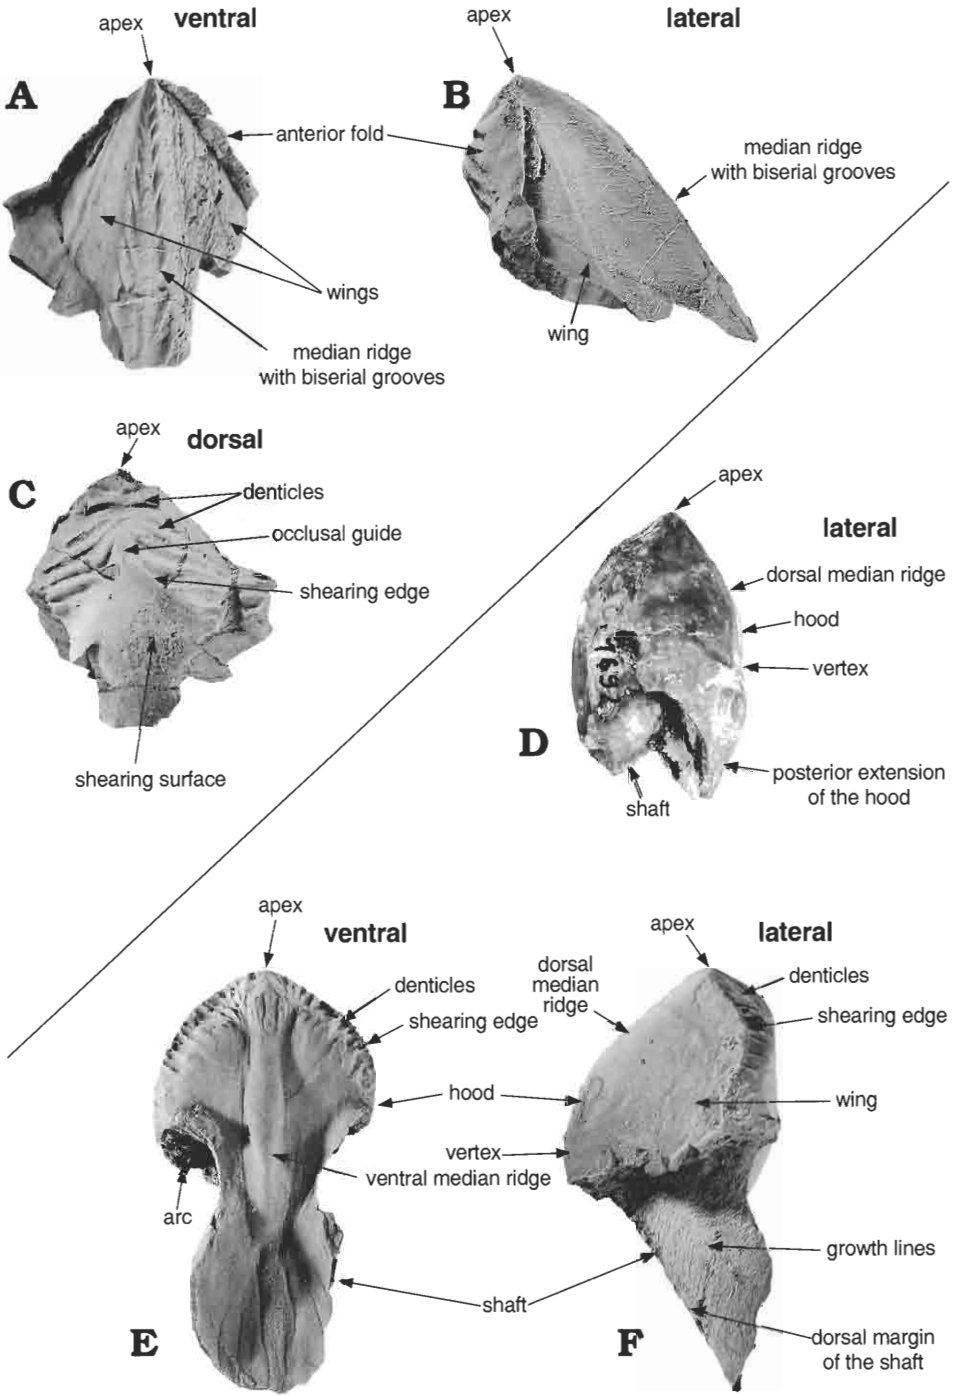 apex
ventral
A
anterior fold
wings
median ridge
with biserial grooves
apex
lateral
B
median ridge
with biserial grooves
wing
apex
dorsal
C
denticles
occlusal guide
shearing edge
shearing surface
apex
lateral
dorsal median ridge
hood
vertex
D
posterior extension
of the hood
shaft
apex
ventral
denticles
shearing edge
hood
vertex
ventral median ridge
arc
shaft
E
apex
lateral
dorsal
median
ridge
denticles
shearing edge
wing
growth lines
dorsal margin
of the shaft
F